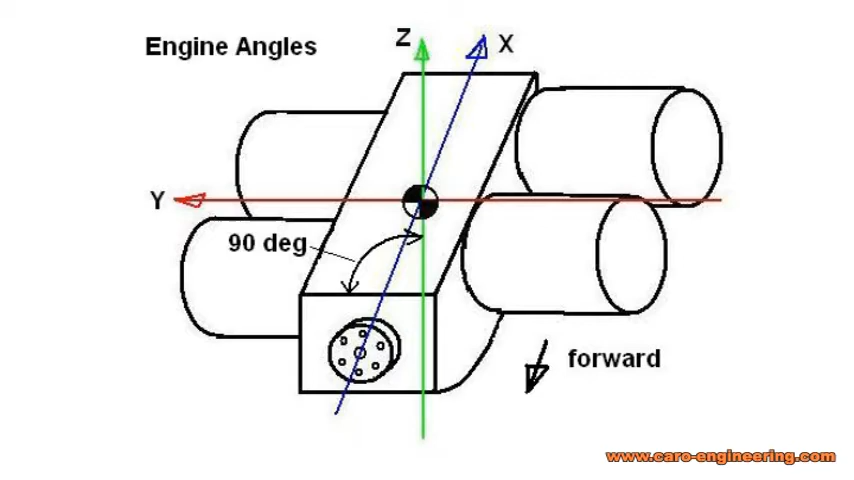 Engine Angles
Z
X
Y
90 deg
forward
www.caro-engineering.com